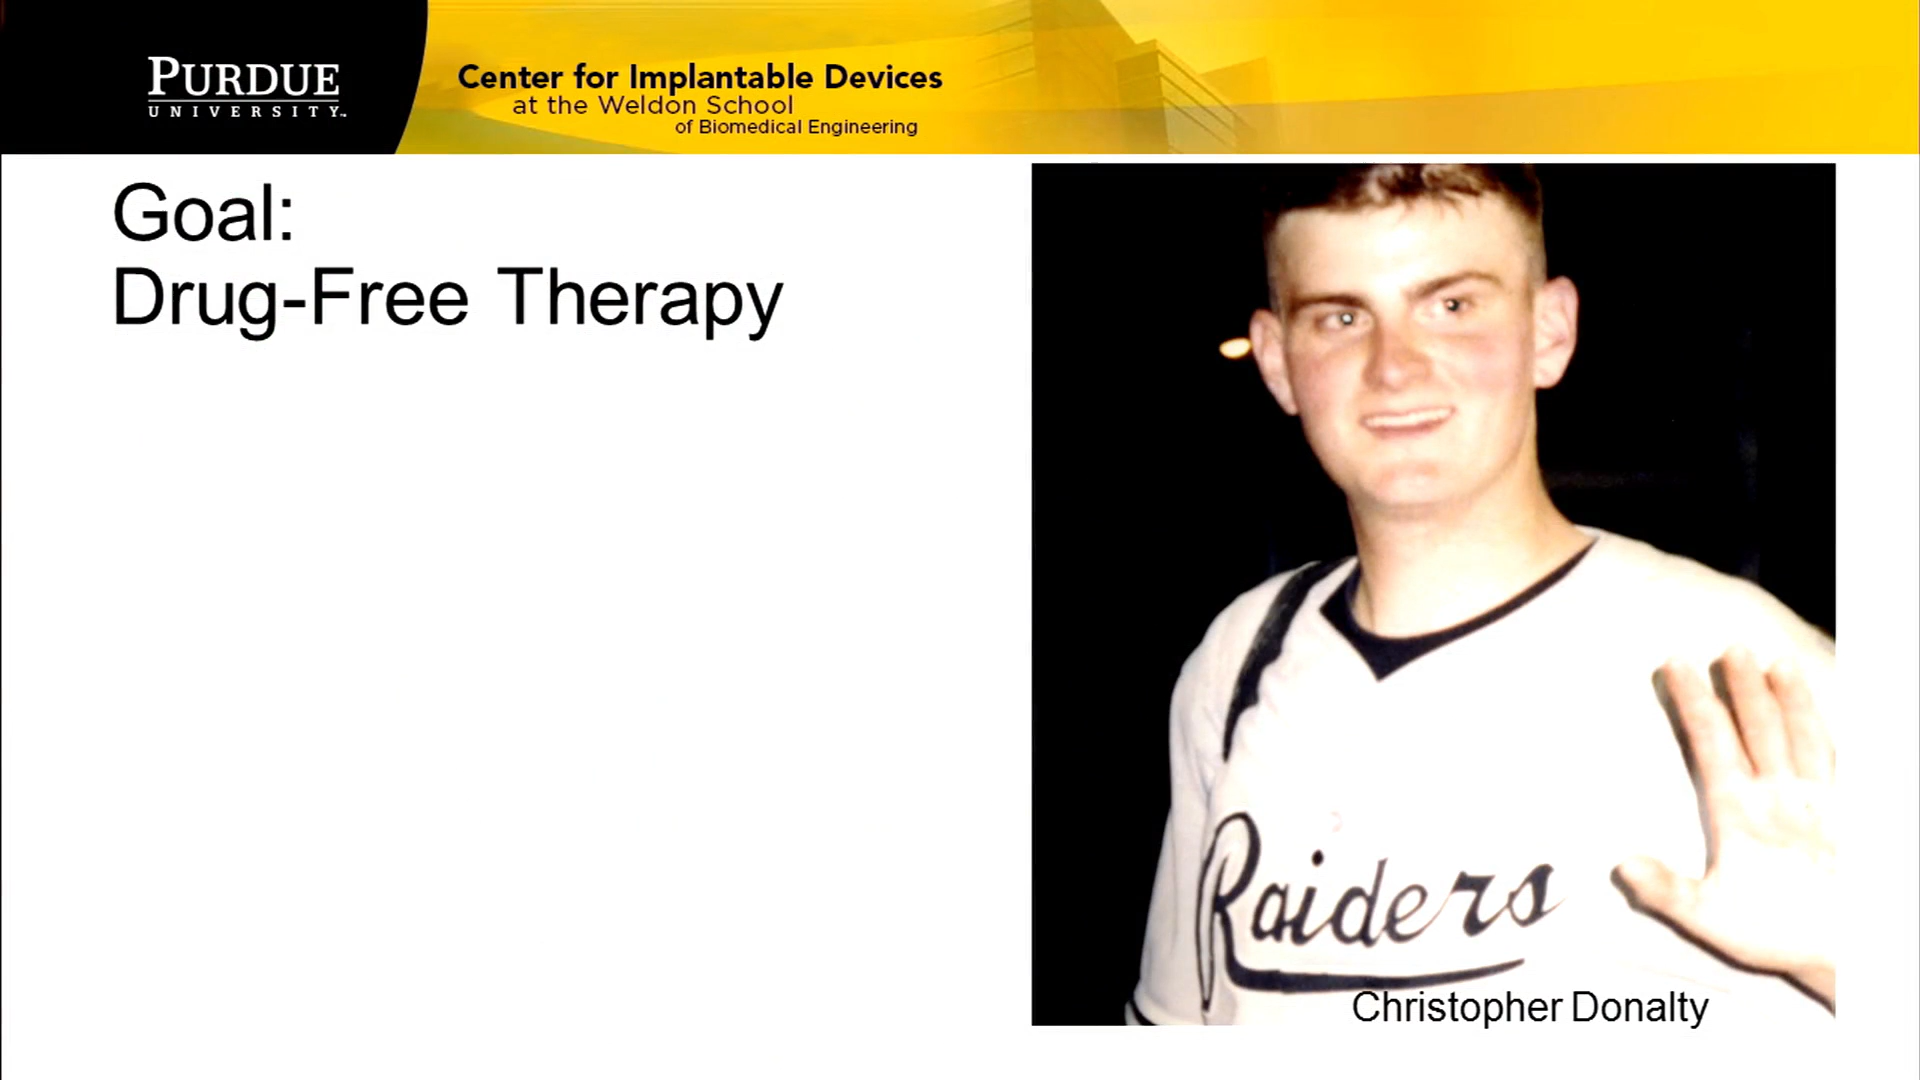 PURDUE
UNIVERSITY™
Center for Implantable Devices
at the Weldon School
of Biomedical Engineering
Goal:
Drug-Free Therapy
Raiders
Christopher Donalty